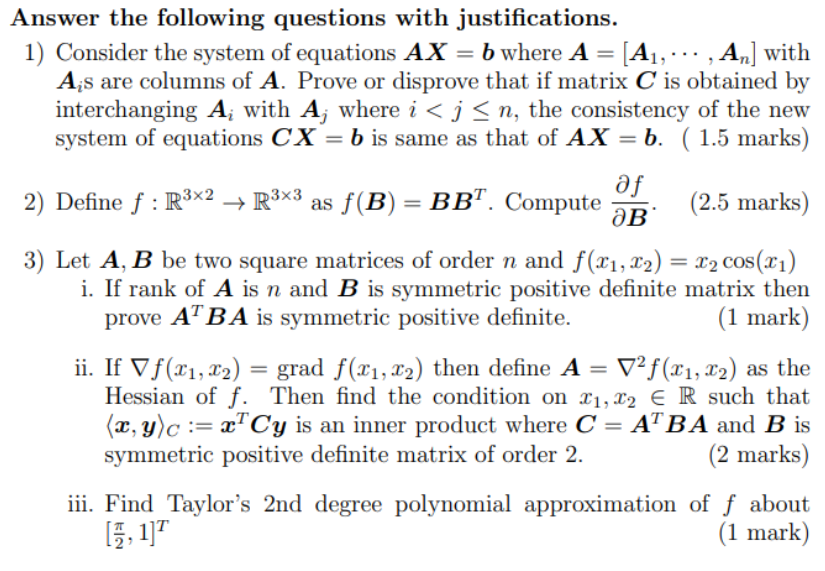 Answer the following questions with justifications.
1) Consider the system of equations AX = b where A = [A₁, ⋯ , Aₙ] with
Aᵢs are columns of A. Prove or disprove that if matrix C is obtained by
interchanging Aᵢ with Aⱼ where i < j ≤ n, the consistency of the new
system of equations CX = b is same as that of AX = b. ( 1.5 marks)
2) Define f : ℝ³ˣ² → ℝ³ˣ³ as f(B) = BBᵀ. Compute ∂f/∂B. (2.5 marks)
3) Let A, B be two square matrices of order n and f(x₁, x₂) = x₂ cos(x₁)
i. If rank of A is n and B is symmetric positive definite matrix then
prove AᵀBA is symmetric positive definite. (1 mark)
ii. If ∇f(x₁, x₂) = grad f(x₁, x₂) then define A = ∇²f(x₁, x₂) as the
Hessian of f. Then find the condition on x₁, x₂ ∈ ℝ such that
⟨x, y⟩C := xᵀCy is an inner product where C = AᵀBA and B is
symmetric positive definite matrix of order 2. (2 marks)
iii. Find Taylor's 2nd degree polynomial approximation of f about
[π/2, 1]ᵀ (1 mark)